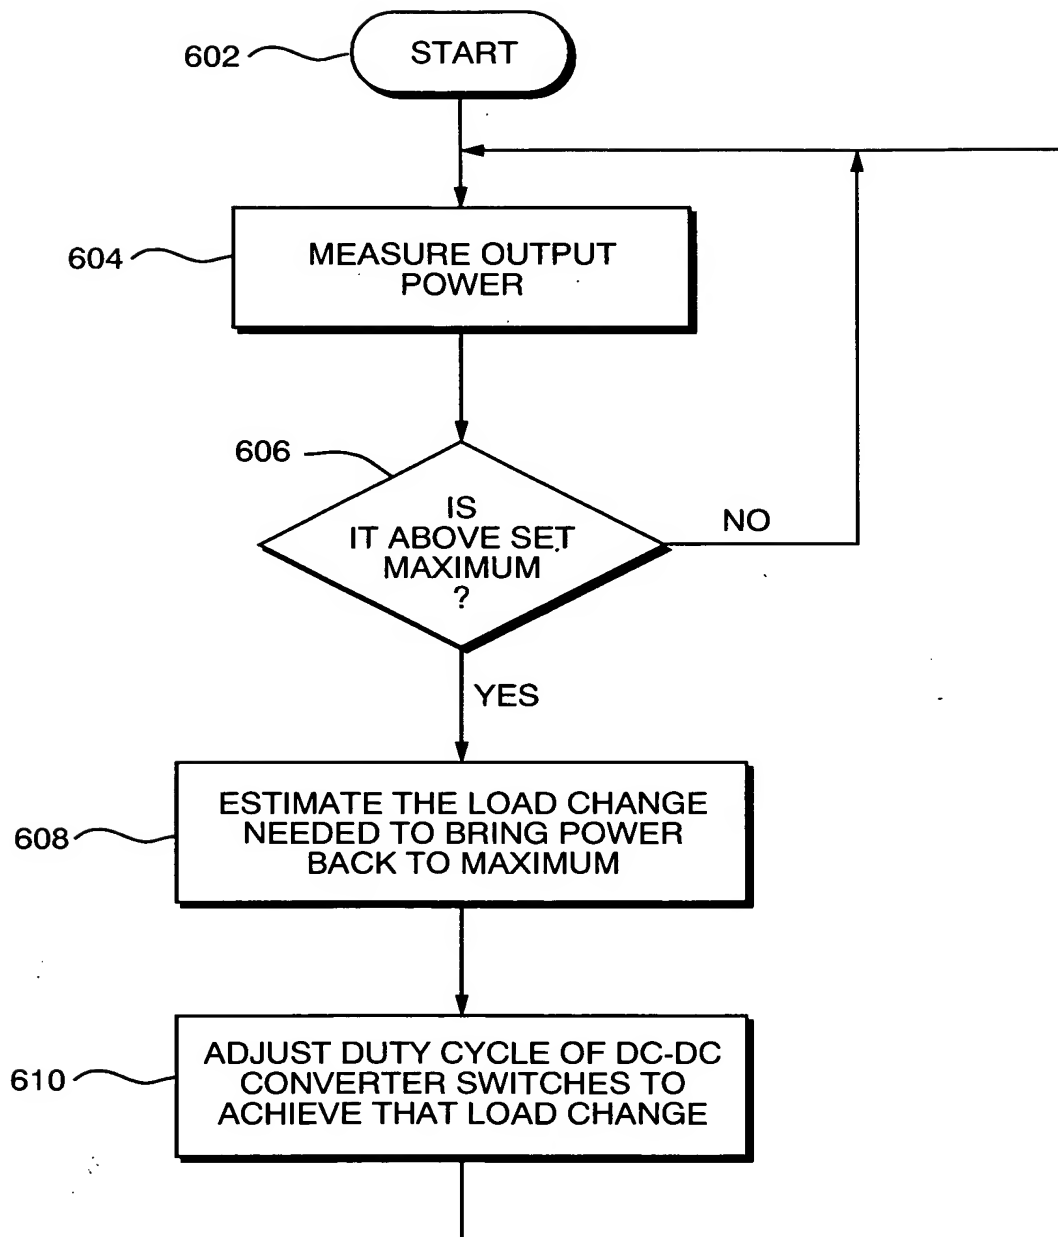 602
START
604
MEASURE OUTPUT
POWER
606
IS
IT ABOVE SET
MAXIMUM
?
NO
YES
608
ESTIMATE THE LOAD CHANGE
NEEDED TO BRING POWER
BACK TO MAXIMUM
610
ADJUST DUTY CYCLE OF DC-DC
CONVERTER SWITCHES TO
ACHIEVE THAT LOAD CHANGE